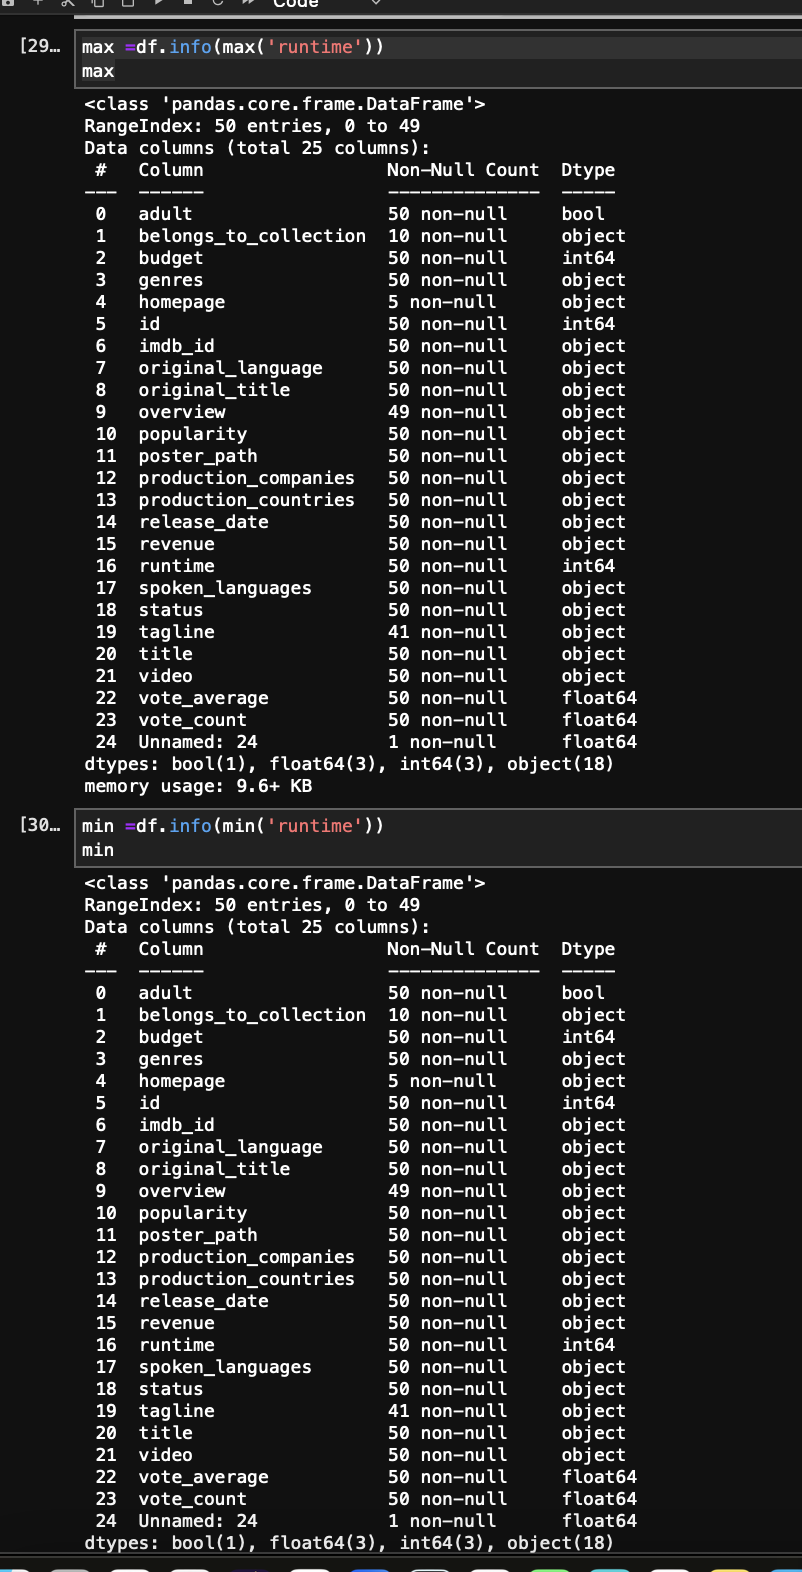 Code
[29…
max =df.info(max('runtime'))
max
<class 'pandas.core.frame.DataFrame'>
RangeIndex: 50 entries, 0 to 49
Data columns (total 25 columns):
 #   Column                 Non-Null Count  Dtype
---  ------                 --------------  -----
 0   adult                  50 non-null     bool
 1   belongs_to_collection  10 non-null     object
 2   budget                 50 non-null     int64
 3   genres                 50 non-null     object
 4   homepage               5 non-null      object
 5   id                     50 non-null     int64
 6   imdb_id                50 non-null     object
 7   original_language      50 non-null     object
 8   original_title         50 non-null     object
 9   overview               49 non-null     object
 10  popularity             50 non-null     object
 11  poster_path            50 non-null     object
 12  production_companies   50 non-null     object
 13  production_countries   50 non-null     object
 14  release_date           50 non-null     object
 15  revenue                50 non-null     object
 16  runtime                50 non-null     int64
 17  spoken_languages       50 non-null     object
 18  status                 50 non-null     object
 19  tagline                41 non-null     object
 20  title                  50 non-null     object
 21  video                  50 non-null     object
 22  vote_average           50 non-null     float64
 23  vote_count             50 non-null     float64
 24  Unnamed: 24            1 non-null      float64
dtypes: bool(1), float64(3), int64(3), object(18)
memory usage: 9.6+ KB
[30…
min =df.info(min('runtime'))
min
<class 'pandas.core.frame.DataFrame'>
RangeIndex: 50 entries, 0 to 49
Data columns (total 25 columns):
 #   Column                 Non-Null Count  Dtype
---  ------                 --------------  -----
 0   adult                  50 non-null     bool
 1   belongs_to_collection  10 non-null     object
 2   budget                 50 non-null     int64
 3   genres                 50 non-null     object
 4   homepage               5 non-null      object
 5   id                     50 non-null     int64
 6   imdb_id                50 non-null     object
 7   original_language      50 non-null     object
 8   original_title         50 non-null     object
 9   overview               49 non-null     object
 10  popularity             50 non-null     object
 11  poster_path            50 non-null     object
 12  production_companies   50 non-null     object
 13  production_countries   50 non-null     object
 14  release_date           50 non-null     object
 15  revenue                50 non-null     object
 16  runtime                50 non-null     int64
 17  spoken_languages       50 non-null     object
 18  status                 50 non-null     object
 19  tagline                41 non-null     object
 20  title                  50 non-null     object
 21  video                  50 non-null     object
 22  vote_average           50 non-null     float64
 23  vote_count             50 non-null     float64
 24  Unnamed: 24            1 non-null      float64
dtypes: bool(1), float64(3), int64(3), object(18)